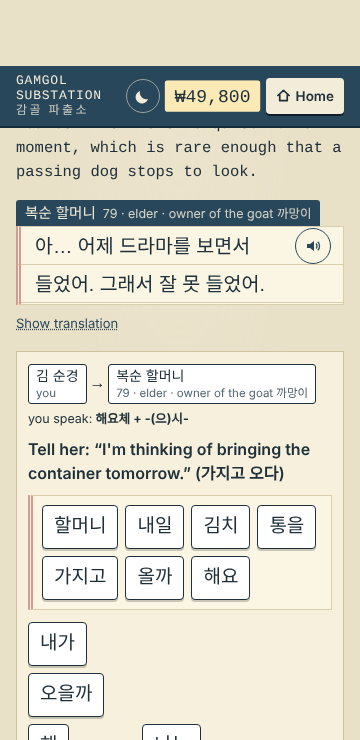 GAMGOL
SUBSTATION
감골 파출소
₩49,800
Home
moment, which is rare enough that a
passing dog stops to look.
복순 할머니 79 · elder · owner of the goat 까망이
아… 어제 드라마를 보면서
들었어. 그래서 잘 못 들었어.
Show translation
김 순경
you
→
복순 할머니
79 · elder · owner of the goat 까망이
you speak: 해요체 + -(으)시-
Tell her: “I'm thinking of bringing the
container tomorrow.” (가지고 오다)
할머니 내일 김치 통을
가지고 올까 해요
내가
오을까